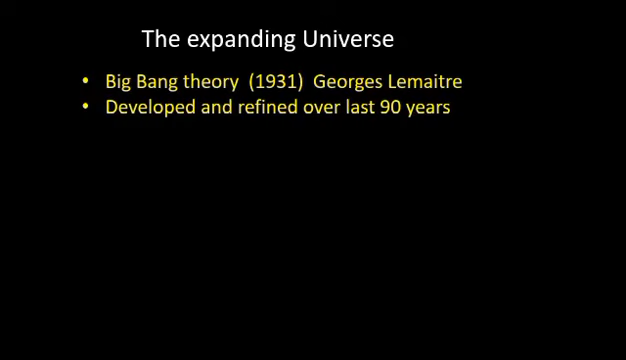 The expanding Universe
• Big Bang theory (1931) Georges Lemaitre
• Developed and refined over last 90 years